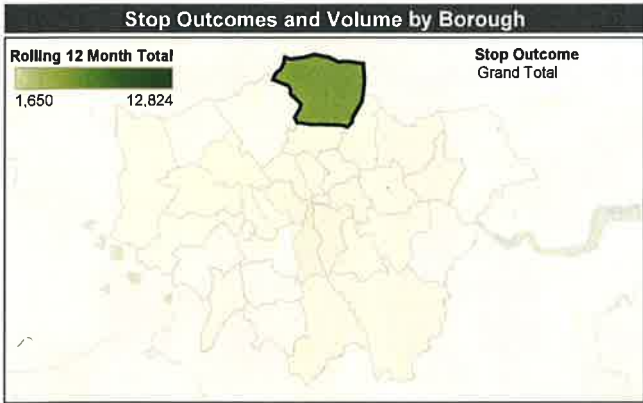 Stop Outcomes and Volume by Borough
Rolling 12 Month Total
1,650 12,824
Stop Outcome
Grand Total